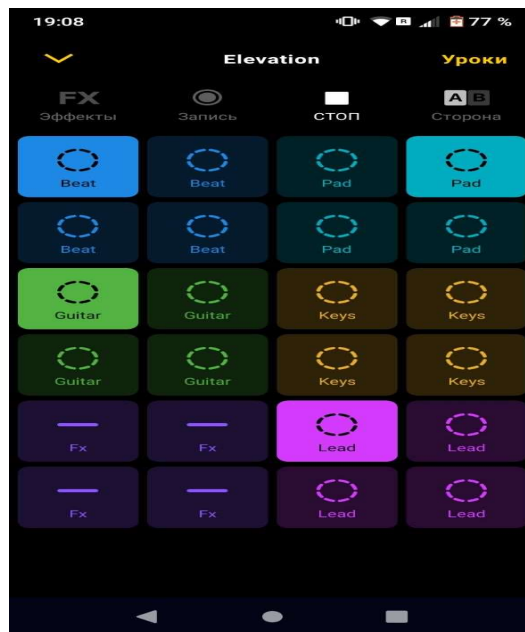 19:08 R 77 %
Elevation Уроки
FX A B
Эффекты Запись СТОП Сторона
Beat Beat Pad Pad
Beat Beat Pad Pad
Guitar Guitar Keys Keys
Guitar Guitar Keys Keys
Fx Fx Lead Lead
Fx Fx Lead Lead